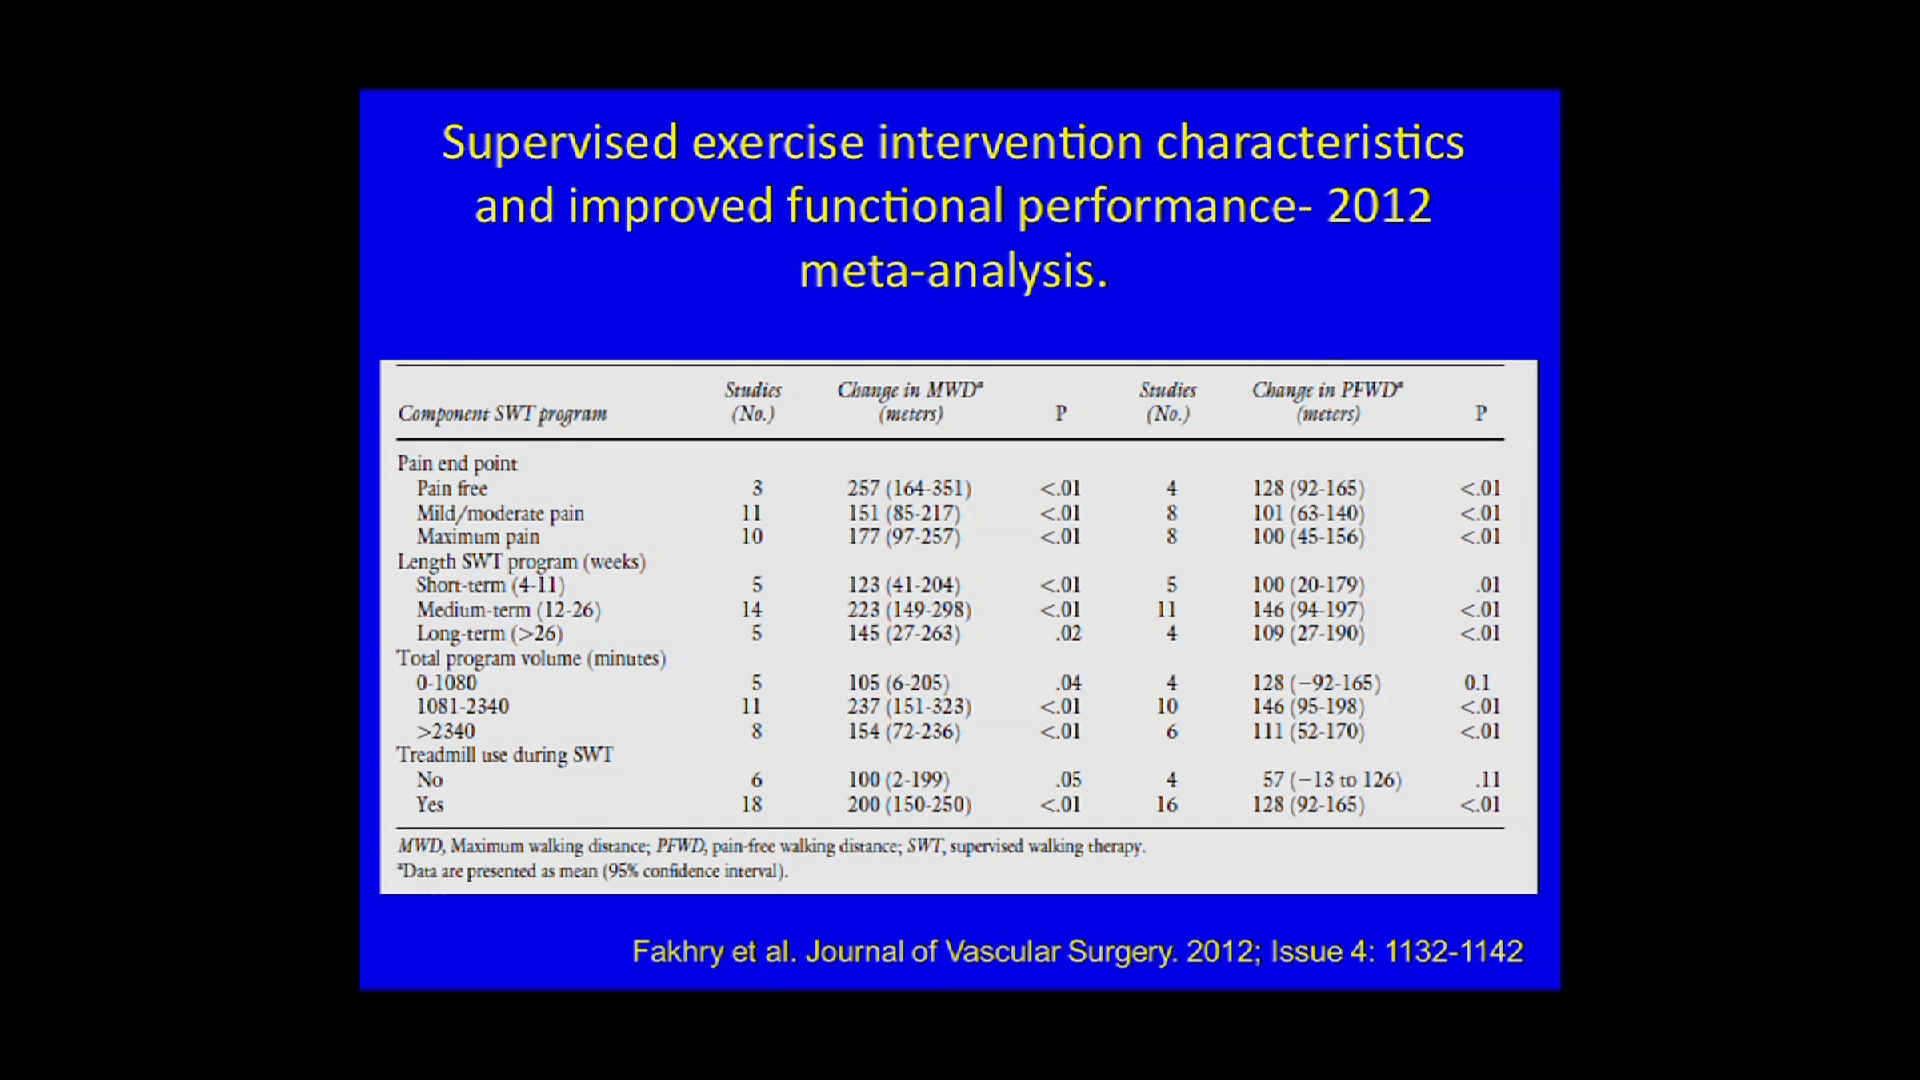 Supervised exercise intervention characteristics
and improved functional performance- 2012
meta-analysis.
Studies Change in MWDᵃ Studies Change in PFWDᵃ
Component SWT program (No.) (meters) P (No.) (meters) P
Pain end point
Pain free 3 257 (164-351) <.01 4 128 (92-165) <.01
Mild/moderate pain 11 151 (85-217) <.01 8 101 (63-140) <.01
Maximum pain 10 177 (97-257) <.01 8 100 (45-156) <.01
Length SWT program (weeks)
Short-term (4-11) 5 123 (41-204) <.01 5 100 (20-179) .01
Medium-term (12-26) 14 223 (149-298) <.01 11 146 (94-197) <.01
Long-term (>26) 5 145 (27-263) .02 4 109 (27-190) <.01
Total program volume (minutes)
0-1080 5 105 (6-205) .04 4 128 (−92-165) 0.1
1081-2340 11 237 (151-323) <.01 10 146 (95-198) <.01
>2340 8 154 (72-236) <.01 6 111 (52-170) <.01
Treadmill use during SWT
No 6 100 (2-199) .05 4 57 (−13 to 126) .11
Yes 18 200 (150-250) <.01 16 128 (92-165) <.01
MWD, Maximum walking distance; PFWD, pain-free walking distance; SWT, supervised walking therapy.
ᵃData are presented as mean (95% confidence interval).
Fakhry et al. Journal of Vascular Surgery. 2012; Issue 4: 1132-1142